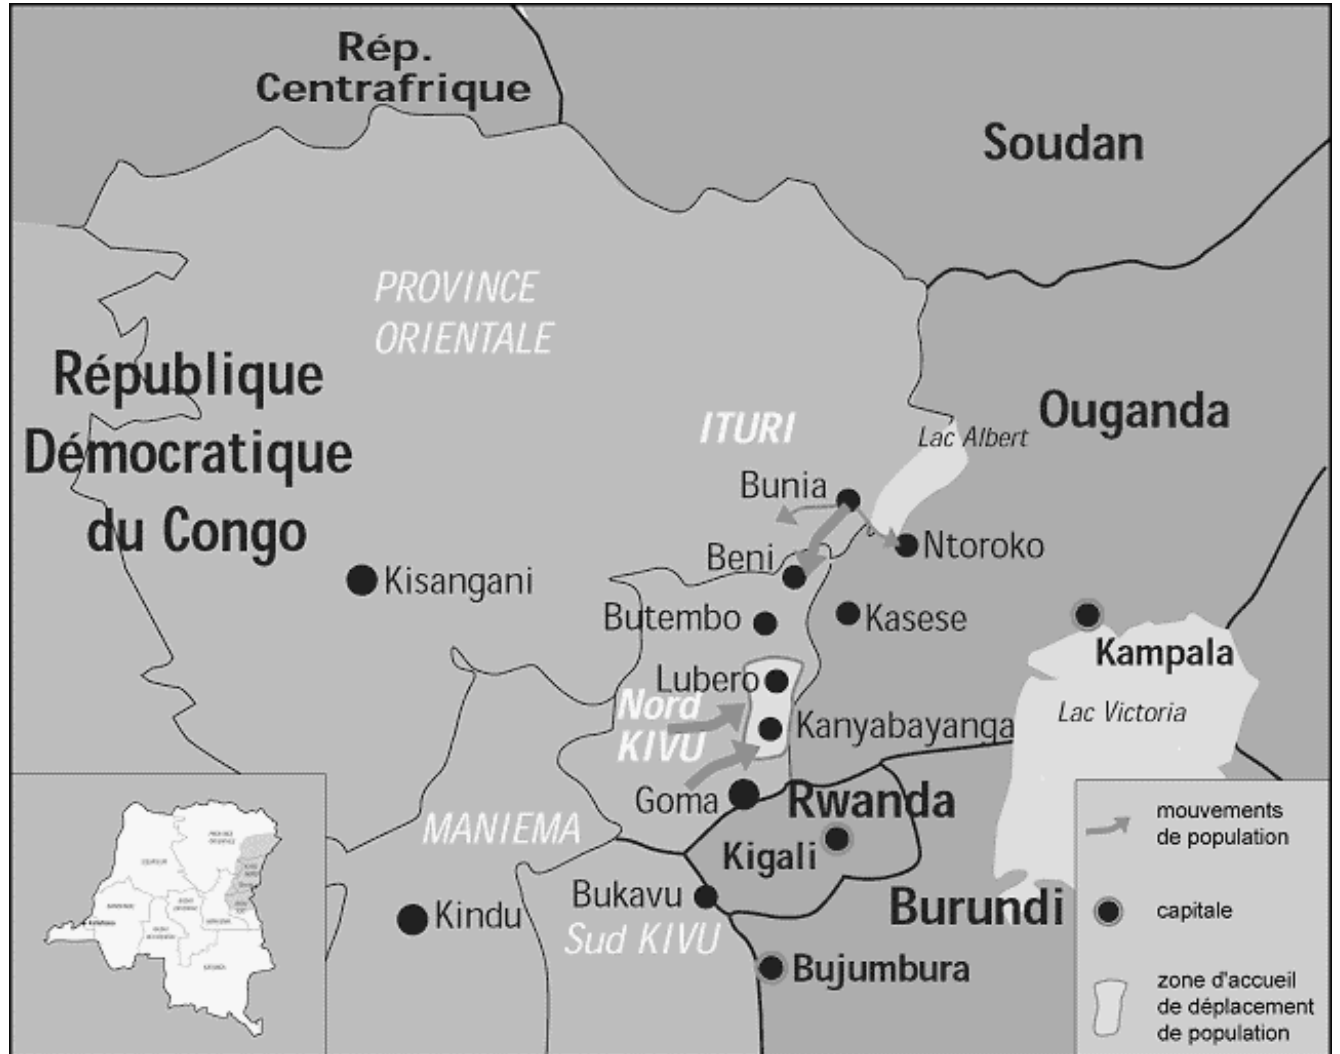 Rép.
Centrafrique
Soudan
PROVINCE
ORIENTALE
République
Démocratique
du Congo
Ouganda
ITURI
Lac Albert
Bunia
Beni
Ntoroko
Kisangani
Butembo
Kasese
Kampala
Lubero
Nord
KIVU
Lac Victoria
Kanyabayanga
Goma
Rwanda
MANIEMA
Kigali
Bukavu
Burundi
Kindu
Sud KIVU
Bujumbura
mouvements
de population
capitale
zone d'accueil
de déplacement
de population